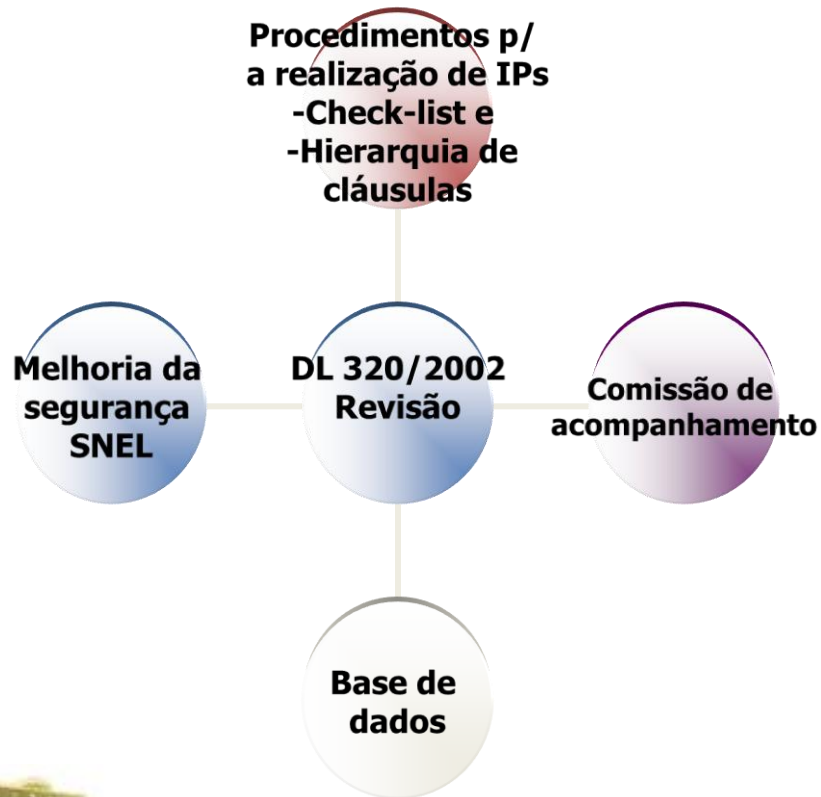 Procedimentos p/
a realização de IPs
-Check-list e
-Hierarquia de
cláusulas
Melhoria da
segurança
SNEL
DL 320/2002
Revisão
Comissão de
acompanhamento
Base de
dados